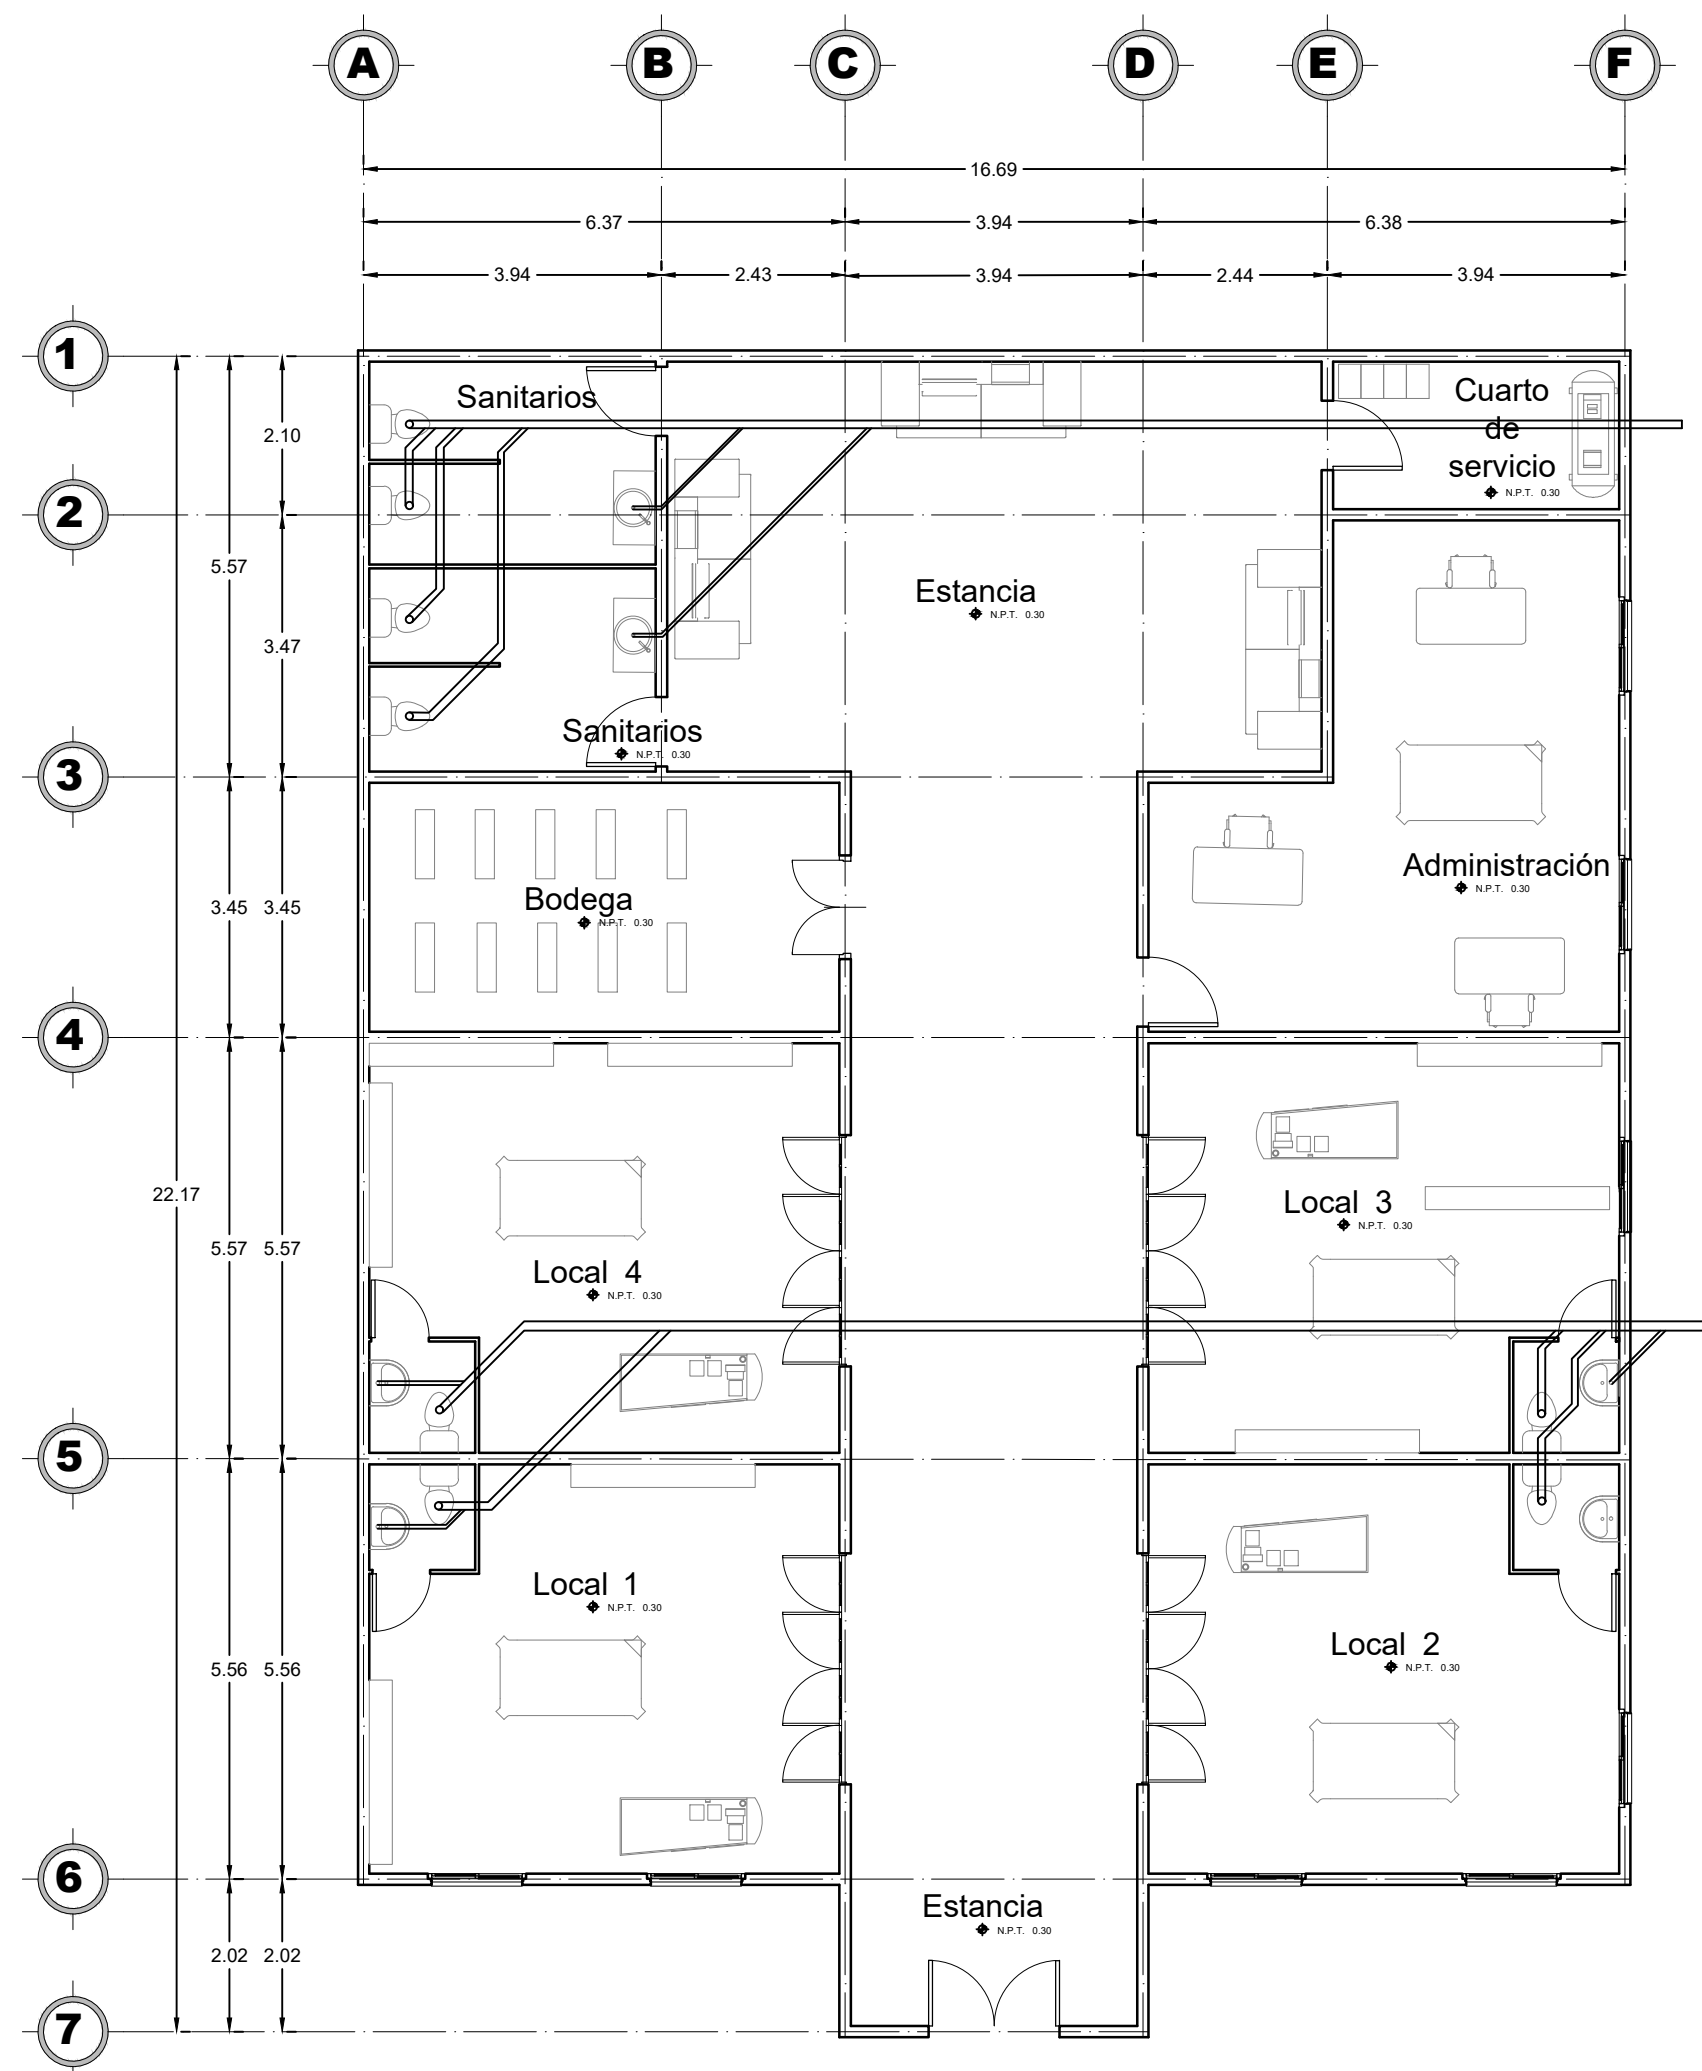 A B C D E F
16.69
6.37 3.94 6.38
3.94 2.43 3.94 2.44 3.94
1
Sanitarios
Cuarto
de
servicio
N.P.T. 0.30
2.10
2
5.57
Estancia
N.P.T. 0.30
3.47
Sanitarios
N.P.T. 0.30
3
Administración
N.P.T. 0.30
Bodega
N.P.T. 0.30
3.45 3.45
4
22.17
Local 3
N.P.T. 0.30
5.57 5.57
Local 4
N.P.T. 0.30
5
Local 1
N.P.T. 0.30
Local 2
N.P.T. 0.30
5.56 5.56
6
Estancia
N.P.T. 0.30
2.02 2.02
7